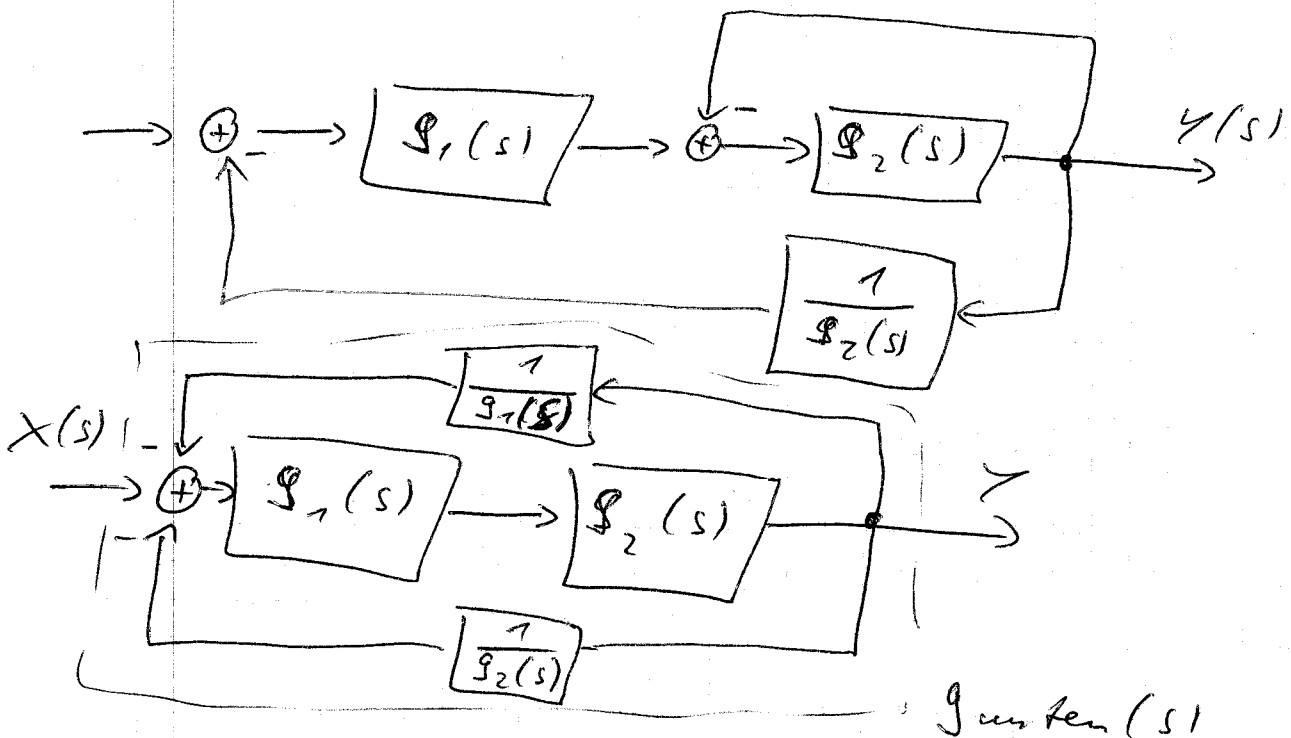 +
-
g₁(s)
-
+
g₂(s)
Y(s)
1
g₂(s)
1
g₁(s)
X(s)
-
+
-
g₁(s)
g₂(s)
Y
1
g₂(s)
g unten (s)